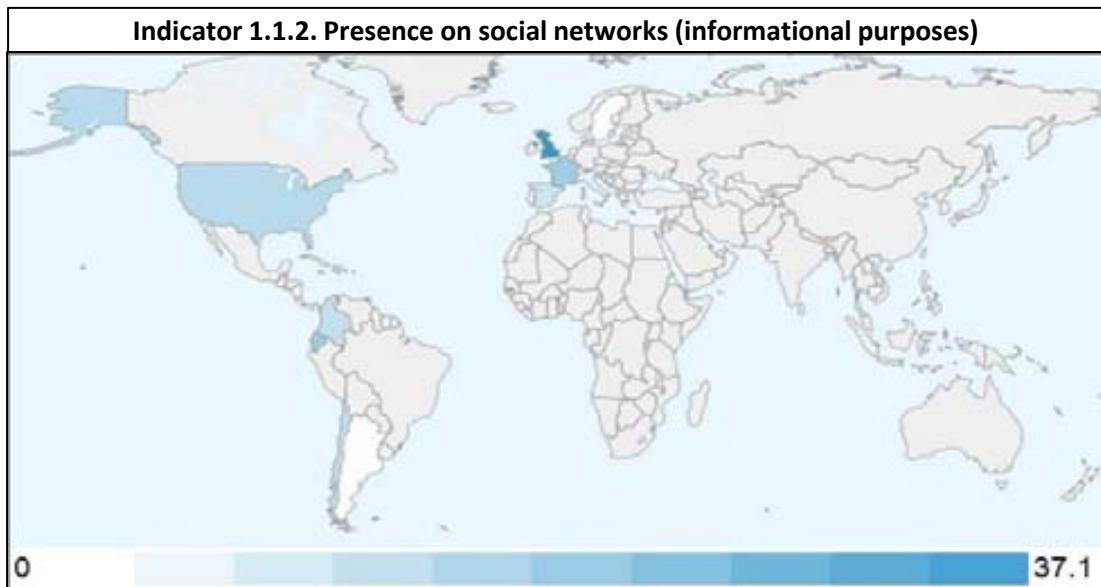 Indicator 1.1.2. Presence on social networks (informational purposes)
0 37.1